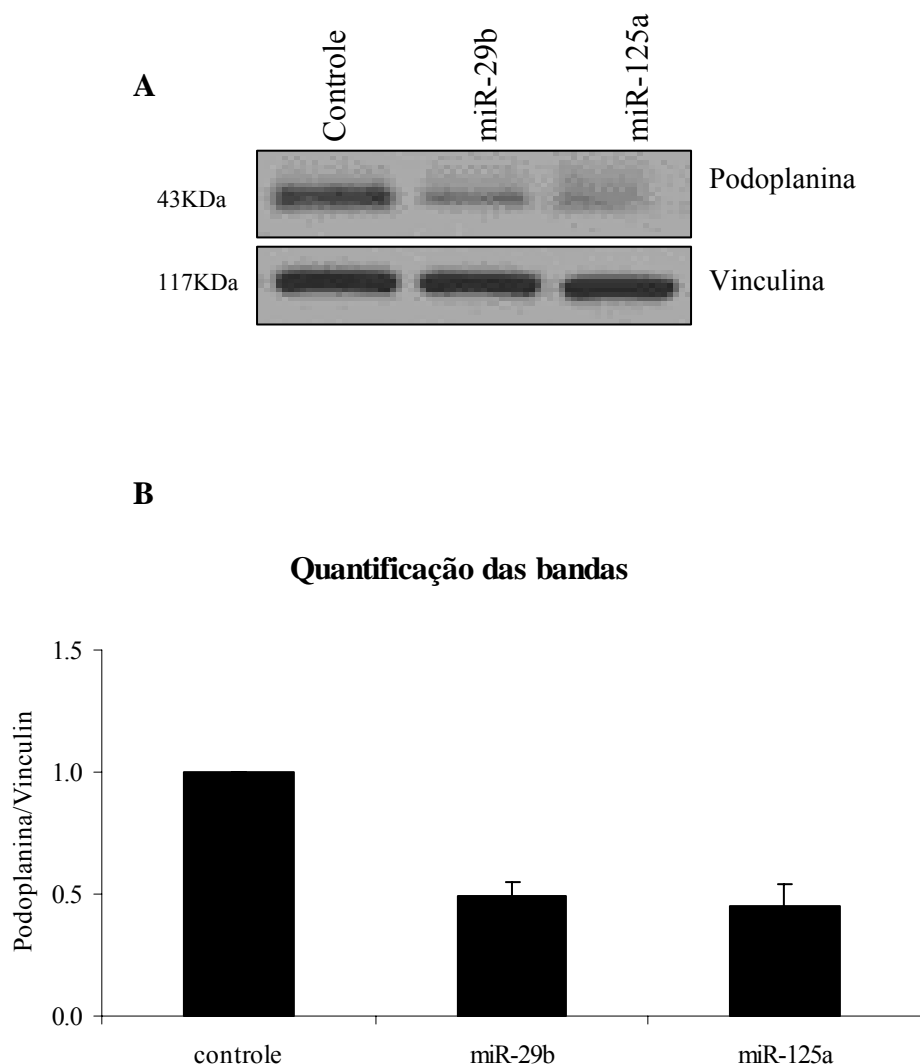 A
Controle
miR-29b
miR-125a
43KDa
Podoplanina
117KDa
Vinculina
B
Quantificação das bandas
1.5
1.0
0.5
0.0
Podoplanina/Vinculin
controle
miR-29b
miR-125a